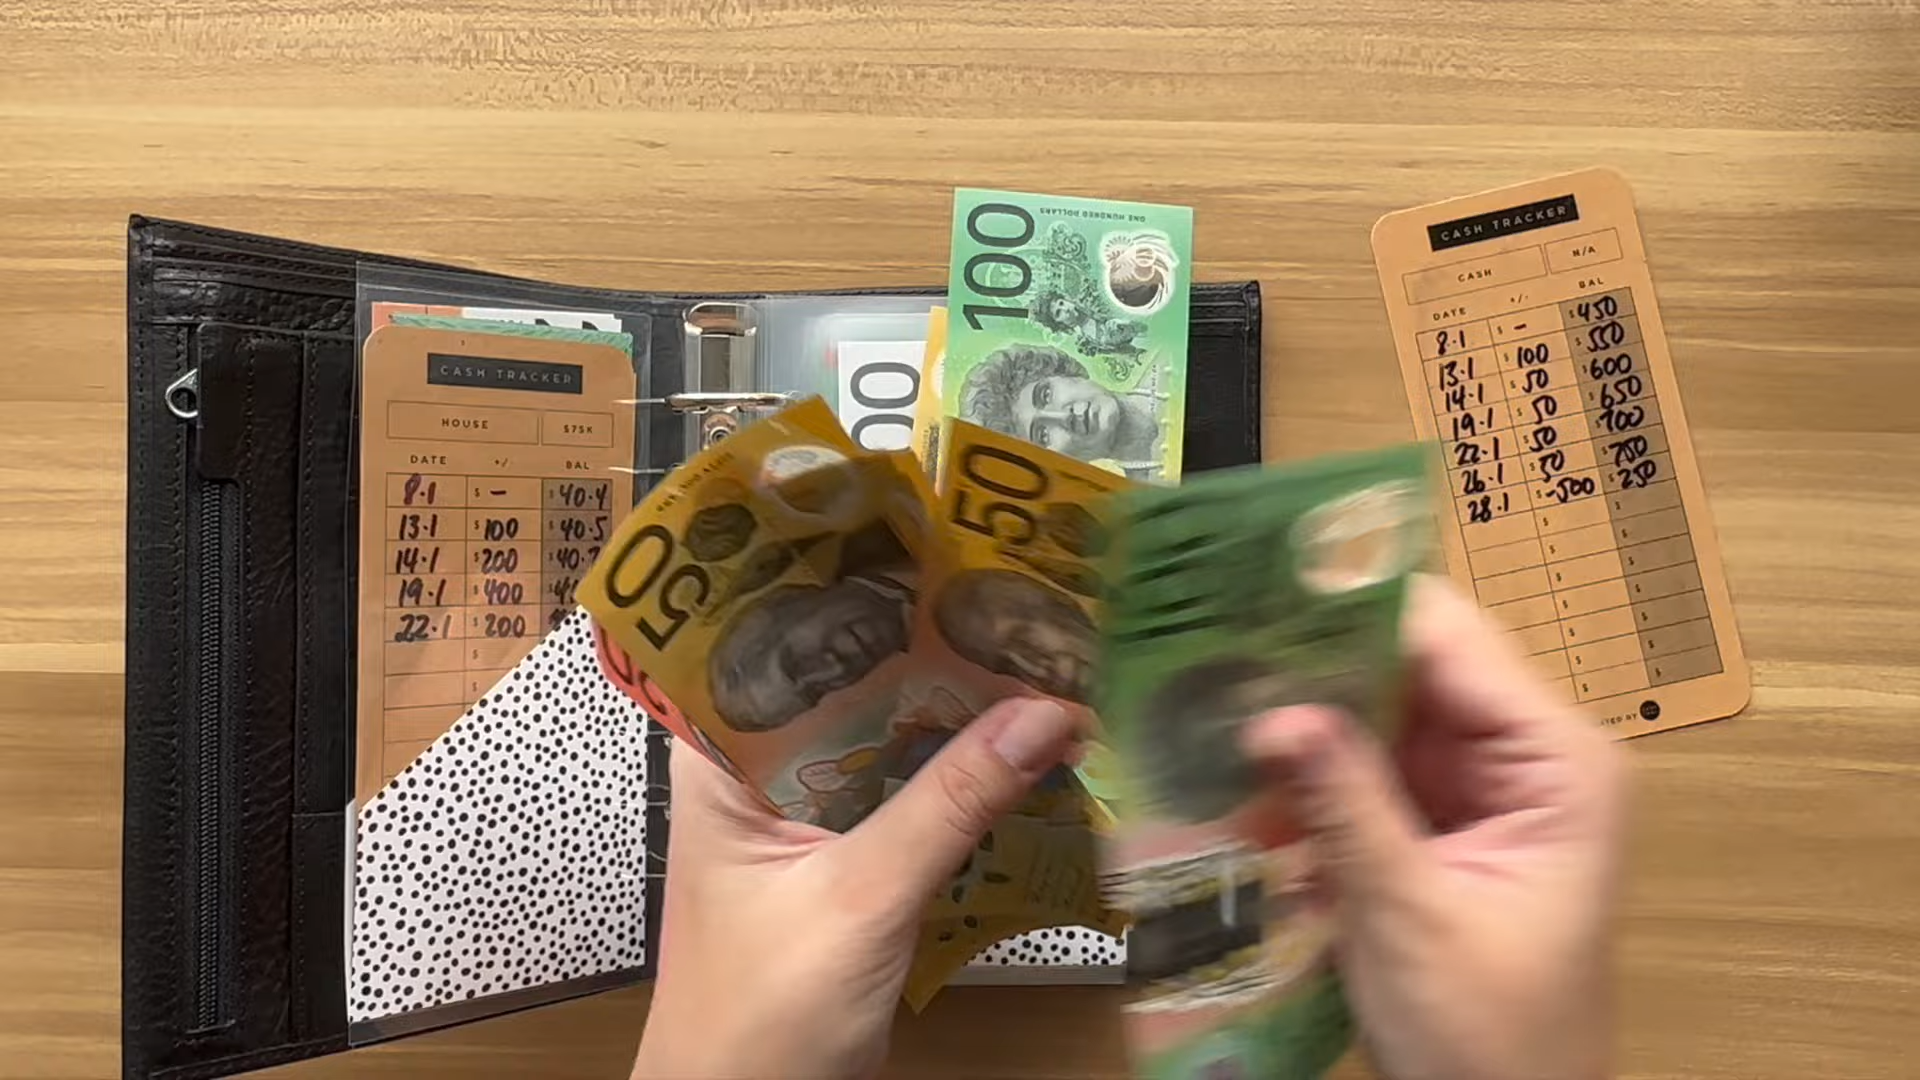 ONE HUNDRED DOLLARS
100
CASH TRACKER
HOUSE $75K
DATE +/- BAL
8.1 $ - $40.4
13.1 $100 $40.5
14.1 $200 $40.7
19.1 $400
22.1 $200
$
$
00
50
50
CASH TRACKER
CASH N/A
DATE +/- BAL
8.1 $ - $450
13.1 $100 $550
14.1 $50 $600
19.1 $50 $650
22.1 $50 $700
26.1 $50 $750
28.1 $-500 $250
$ $
$ $
$ $
$ $
$ $
$ $